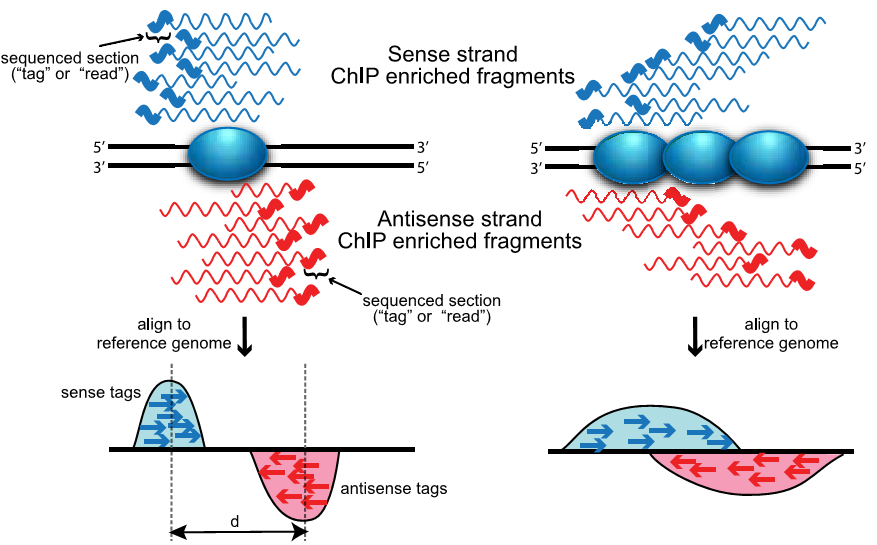 sequenced section
(“tag” or “read”)
Sense strand
ChIP enriched fragments
5′ 3′
3′ 5′
5′ 3′
3′ 5′
Antisense strand
ChIP enriched fragments
sequenced section
(“tag” or “read”)
align to
reference genome
align to
reference genome
sense tags
antisense tags
d